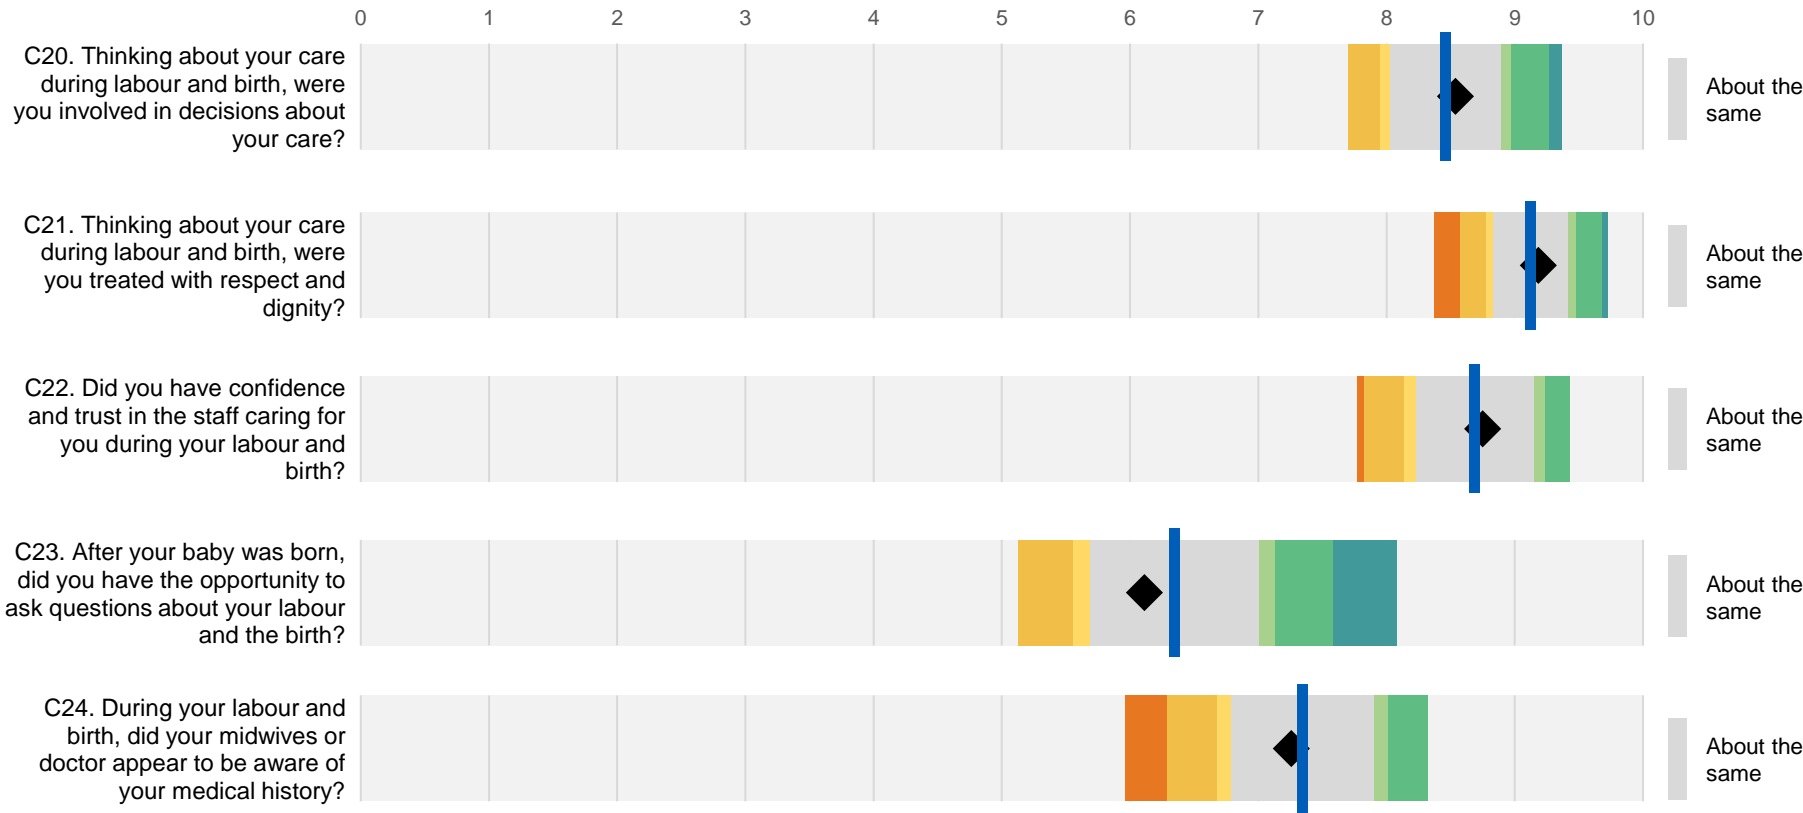 0 1 2 3 4 5 6 7 8 9 10
C20. Thinking about your care
during labour and birth, were
you involved in decisions about
your care?
About the
same
C21. Thinking about your care
during labour and birth, were
you treated with respect and
dignity?
About the
same
C22. Did you have confidence
and trust in the staff caring for
you during your labour and
birth?
About the
same
C23. After your baby was born,
did you have the opportunity to
ask questions about your labour
and the birth?
About the
same
C24. During your labour and
birth, did your midwives or
doctor appear to be aware of
your medical history?
About the
same